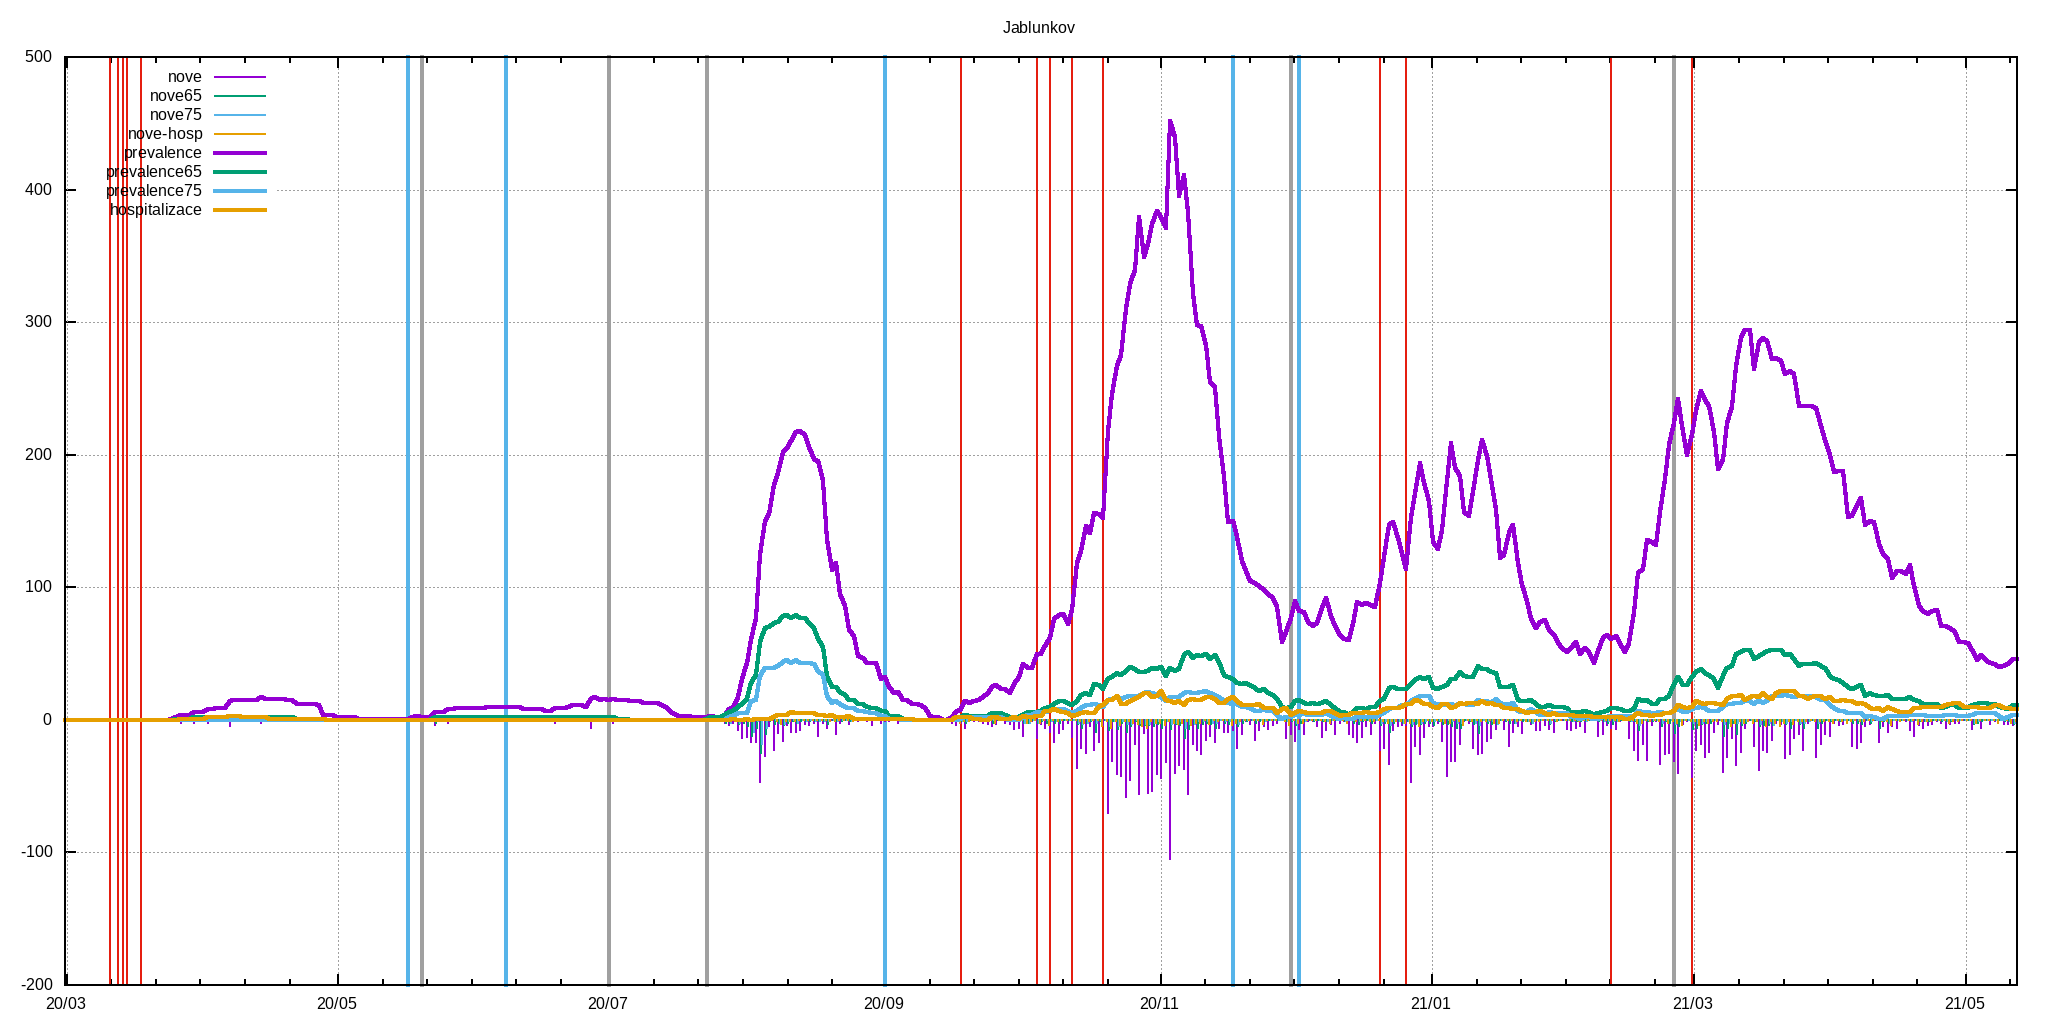 Jablunkov
500
400
300
200
100
0
-100
-200
nove
nove65
nove75
nove-hosp
prevalence
prevalence65
prevalence75
hospitalizace
20/03 20/05 20/07 20/09 20/11 21/01 21/03 21/05